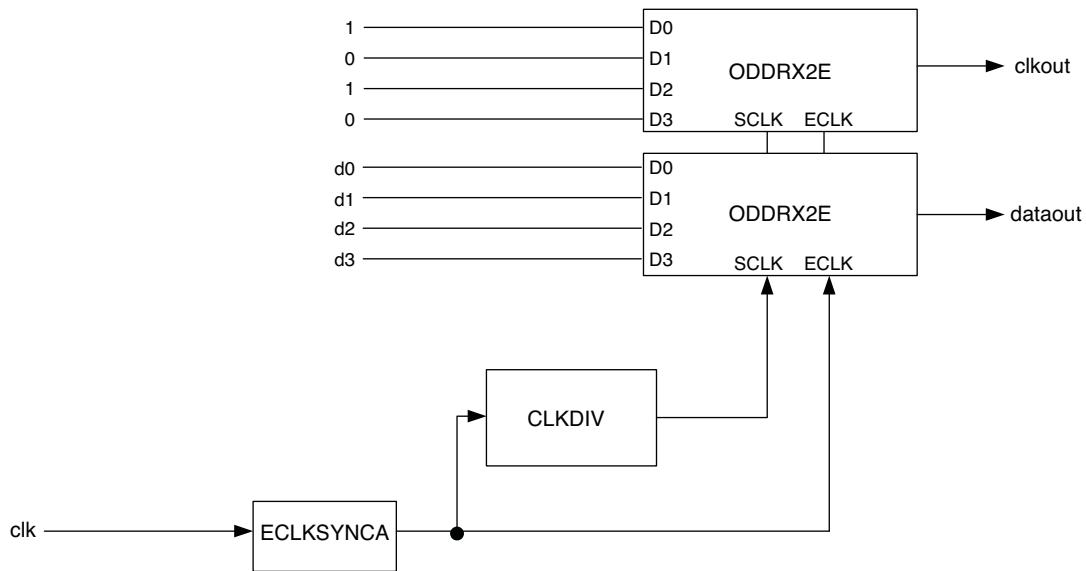 1 D0
0 D1
ODDRX2E clkout
1 D2
0 D3 SCLK ECLK
d0 D0
d1 D1
ODDRX2E dataout
d2 D2
d3 D3 SCLK ECLK
CLKDIV
clk ECLKSYNCA